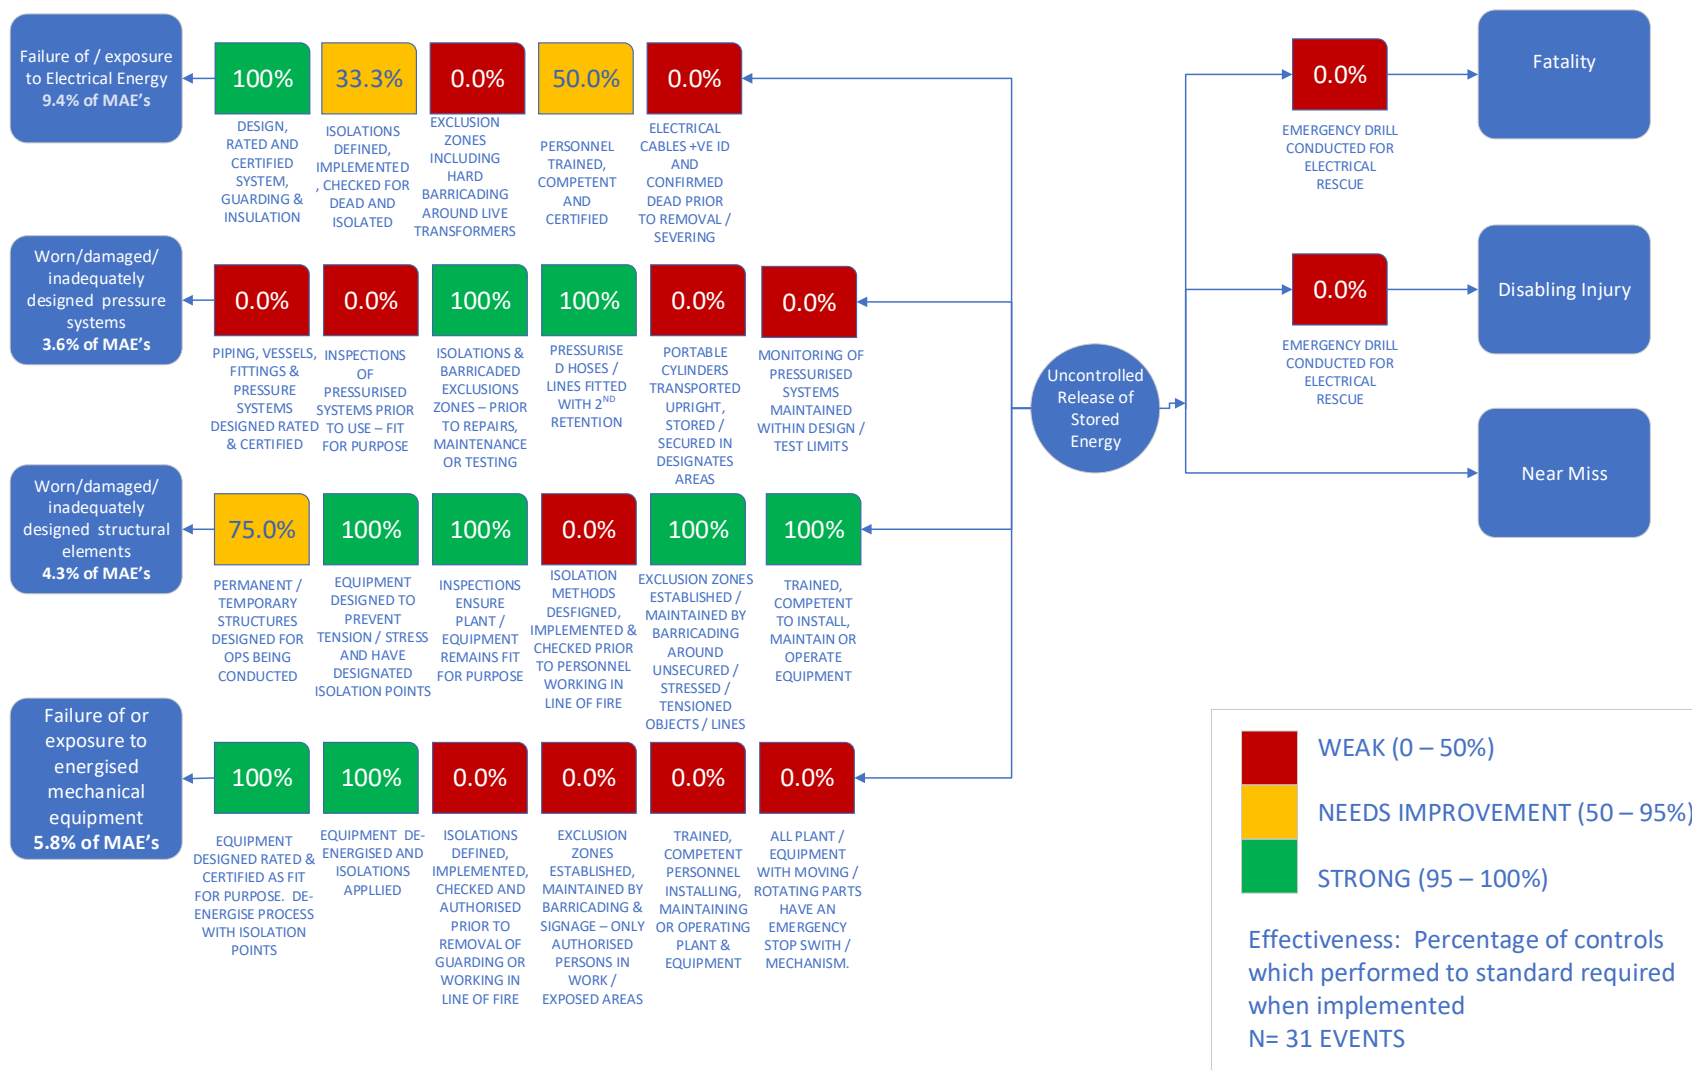 Failure of / exposure
to Electrical Energy
9.4% of MAE's
100%
DESIGN,
RATED AND
CERTIFIED
SYSTEM,
GUARDING &
INSULATION
33.3%
ISOLATIONS
DEFINED,
IMPLEMENTED
, CHECKED FOR
DEAD AND
ISOLATED
0.0%
EXCLUSION
ZONES
INCLUDING
HARD
BARRICADING
AROUND LIVE
TRANSFORMERS
50.0%
PERSONNEL
TRAINED,
COMPETENT
AND
CERTIFIED
0.0%
ELECTRICAL
CABLES +VE ID
AND
CONFIRMED
DEAD PRIOR
TO REMOVAL /
SEVERING
Worn/damaged/
inadequately
designed pressure
systems
3.6% of MAE's
0.0%
PIPING, VESSELS,
FITTINGS &
PRESSURE
SYSTEMS
DESIGNED RATED
& CERTIFIED
0.0%
INSPECTIONS
OF
PRESSURISED
SYSTEMS PRIOR
TO USE – FIT
FOR PURPOSE
100%
ISOLATIONS &
BARRICADED
EXCLUSIONS
ZONES – PRIOR
TO REPAIRS,
MAINTENANCE
OR TESTING
100%
PRESSURISE
D HOSES /
LINES FITTED
WITH 2ND
RETENTION
0.0%
PORTABLE
CYLINDERS
TRANSPORTED
UPRIGHT,
STORED /
SECURED IN
DESIGNATES
AREAS
0.0%
MONITORING OF
PRESSURISED
SYSTEMS
MAINTAINED
WITHIN DESIGN /
TEST LIMITS
Worn/damaged/
inadequately
designed structural
elements
4.3% of MAE's
75.0%
PERMANENT /
TEMPORARY
STRUCTURES
DESIGNED FOR
OPS BEING
CONDUCTED
100%
EQUIPMENT
DESIGNED TO
PREVENT
TENSION / STRESS
AND HAVE
DESIGNATED
ISOLATION POINTS
100%
INSPECTIONS
ENSURE
PLANT /
EQUIPMENT
REMAINS FIT
FOR PURPOSE
0.0%
ISOLATION
METHODS
DESFIGNED,
IMPLEMENTED &
CHECKED PRIOR
TO PERSONNEL
WORKING IN
LINE OF FIRE
100%
EXCLUSION ZONES
ESTABLISHED /
MAINTAINED BY
BARRICADING
AROUND
UNSECURED /
STRESSED /
TENSIONED
OBJECTS / LINES
100%
TRAINED,
COMPETENT
TO INSTALL,
MAINTAIN OR
OPERATE
EQUIPMENT
Failure of or
exposure to
energised
mechanical
equipment
5.8% of MAE's
100%
EQUIPMENT
DESIGNED RATED &
CERTIFIED AS FIT
FOR PURPOSE. DE-
ENERGISE PROCESS
WITH ISOLATION
POINTS
100%
EQUIPMENT DE-
ENERGISED AND
ISOLATIONS
APPLLIED
0.0%
ISOLATIONS
DEFINED,
IMPLEMENTED,
CHECKED AND
AUTHORISED
PRIOR TO
REMOVAL OF
GUARDING OR
WORKING IN
LINE OF FIRE
0.0%
EXCLUSION
ZONES
ESTABLISHED,
MAINTAINED BY
BARRICADING &
SIGNAGE – ONLY
AUTHORISED
PERSONS IN
WORK /
EXPOSED AREAS
0.0%
TRAINED,
COMPETENT
PERSONNEL
INSTALLING,
MAINTAINING
OR OPERATING
PLANT &
EQUIPMENT
0.0%
ALL PLANT /
EQUIPMENT
WITH MOVING /
ROTATING PARTS
HAVE AN
EMERGENCY
STOP SWITH /
MECHANISM.
Uncontrolled
Release of
Stored
Energy
0.0%
EMERGENCY DRILL
CONDUCTED FOR
ELECTRICAL
RESCUE
Fatality
0.0%
EMERGENCY DRILL
CONDUCTED FOR
ELECTRICAL
RESCUE
Disabling Injury
Near Miss
WEAK (0 – 50%)
NEEDS IMPROVEMENT (50 – 95%)
STRONG (95 – 100%)
Effectiveness: Percentage of controls
which performed to standard required
when implemented
N= 31 EVENTS